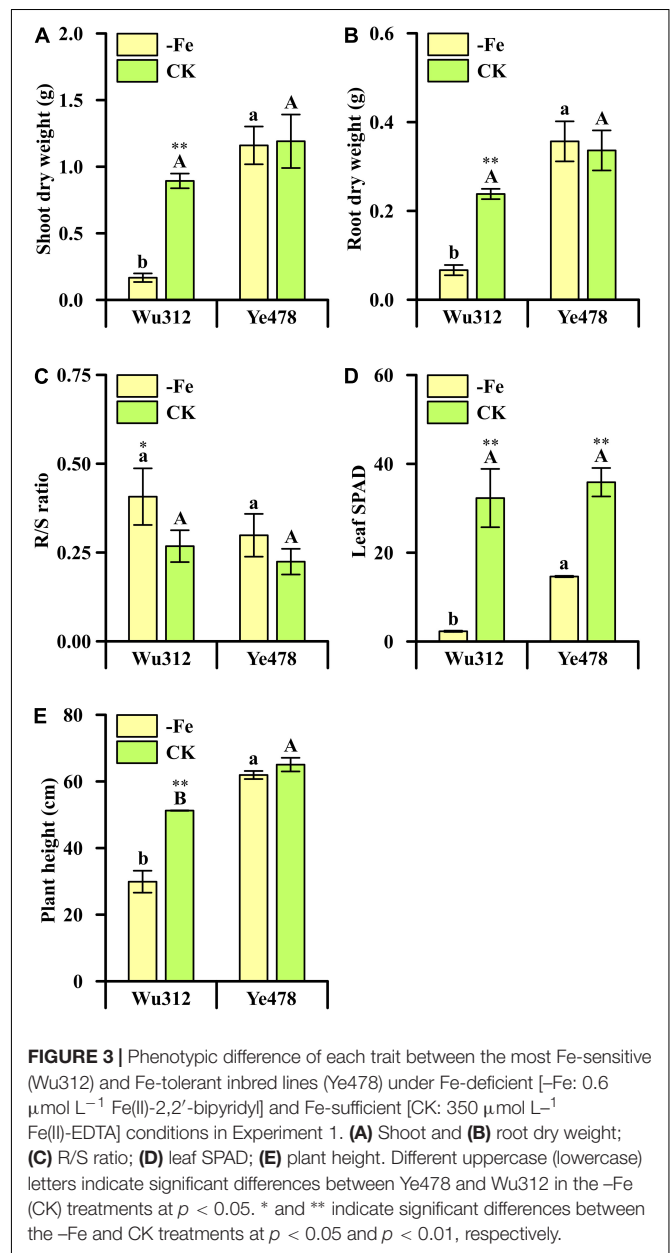 A
2.0
1.5
1.0
0.5
0.0
Shoot dry weight (g)
-Fe
CK
b
**
A
a
A
Wu312 Ye478
B
0.6
0.4
0.2
0.0
Root dry weight (g)
-Fe
CK
b
**
A
a
A
Wu312 Ye478
C
0.75
0.50
0.25
0.00
R/S ratio
-Fe
CK
*
a
A
a
A
Wu312 Ye478
D
60
40
20
0
Leaf SPAD
-Fe
CK
b
**
A
a
**
A
Wu312 Ye478
E
80
60
40
20
0
Plant height (cm)
-Fe
CK
b
**
B
a
A
Wu312 Ye478
FIGURE 3 | Phenotypic difference of each trait between the most Fe-sensitive
(Wu312) and Fe-tolerant inbred lines (Ye478) under Fe-deficient [–Fe: 0.6
μmol L−1 Fe(II)-2,2′-bipyridyl] and Fe-sufficient [CK: 350 μmol L–1
Fe(II)-EDTA] conditions in Experiment 1. (A) Shoot and (B) root dry weight;
(C) R/S ratio; (D) leaf SPAD; (E) plant height. Different uppercase (lowercase)
letters indicate significant differences between Ye478 and Wu312 in the –Fe
(CK) treatments at p < 0.05. * and ** indicate significant differences between
the –Fe and CK treatments at p < 0.05 and p < 0.01, respectively.